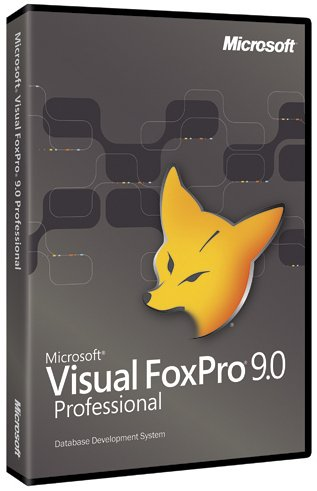 Microsoft®
Microsoft® Visual FoxPro® 9.0 Professional
Microsoft®
Visual FoxPro® 9.0
Professional
Database Development System
Microsoft®